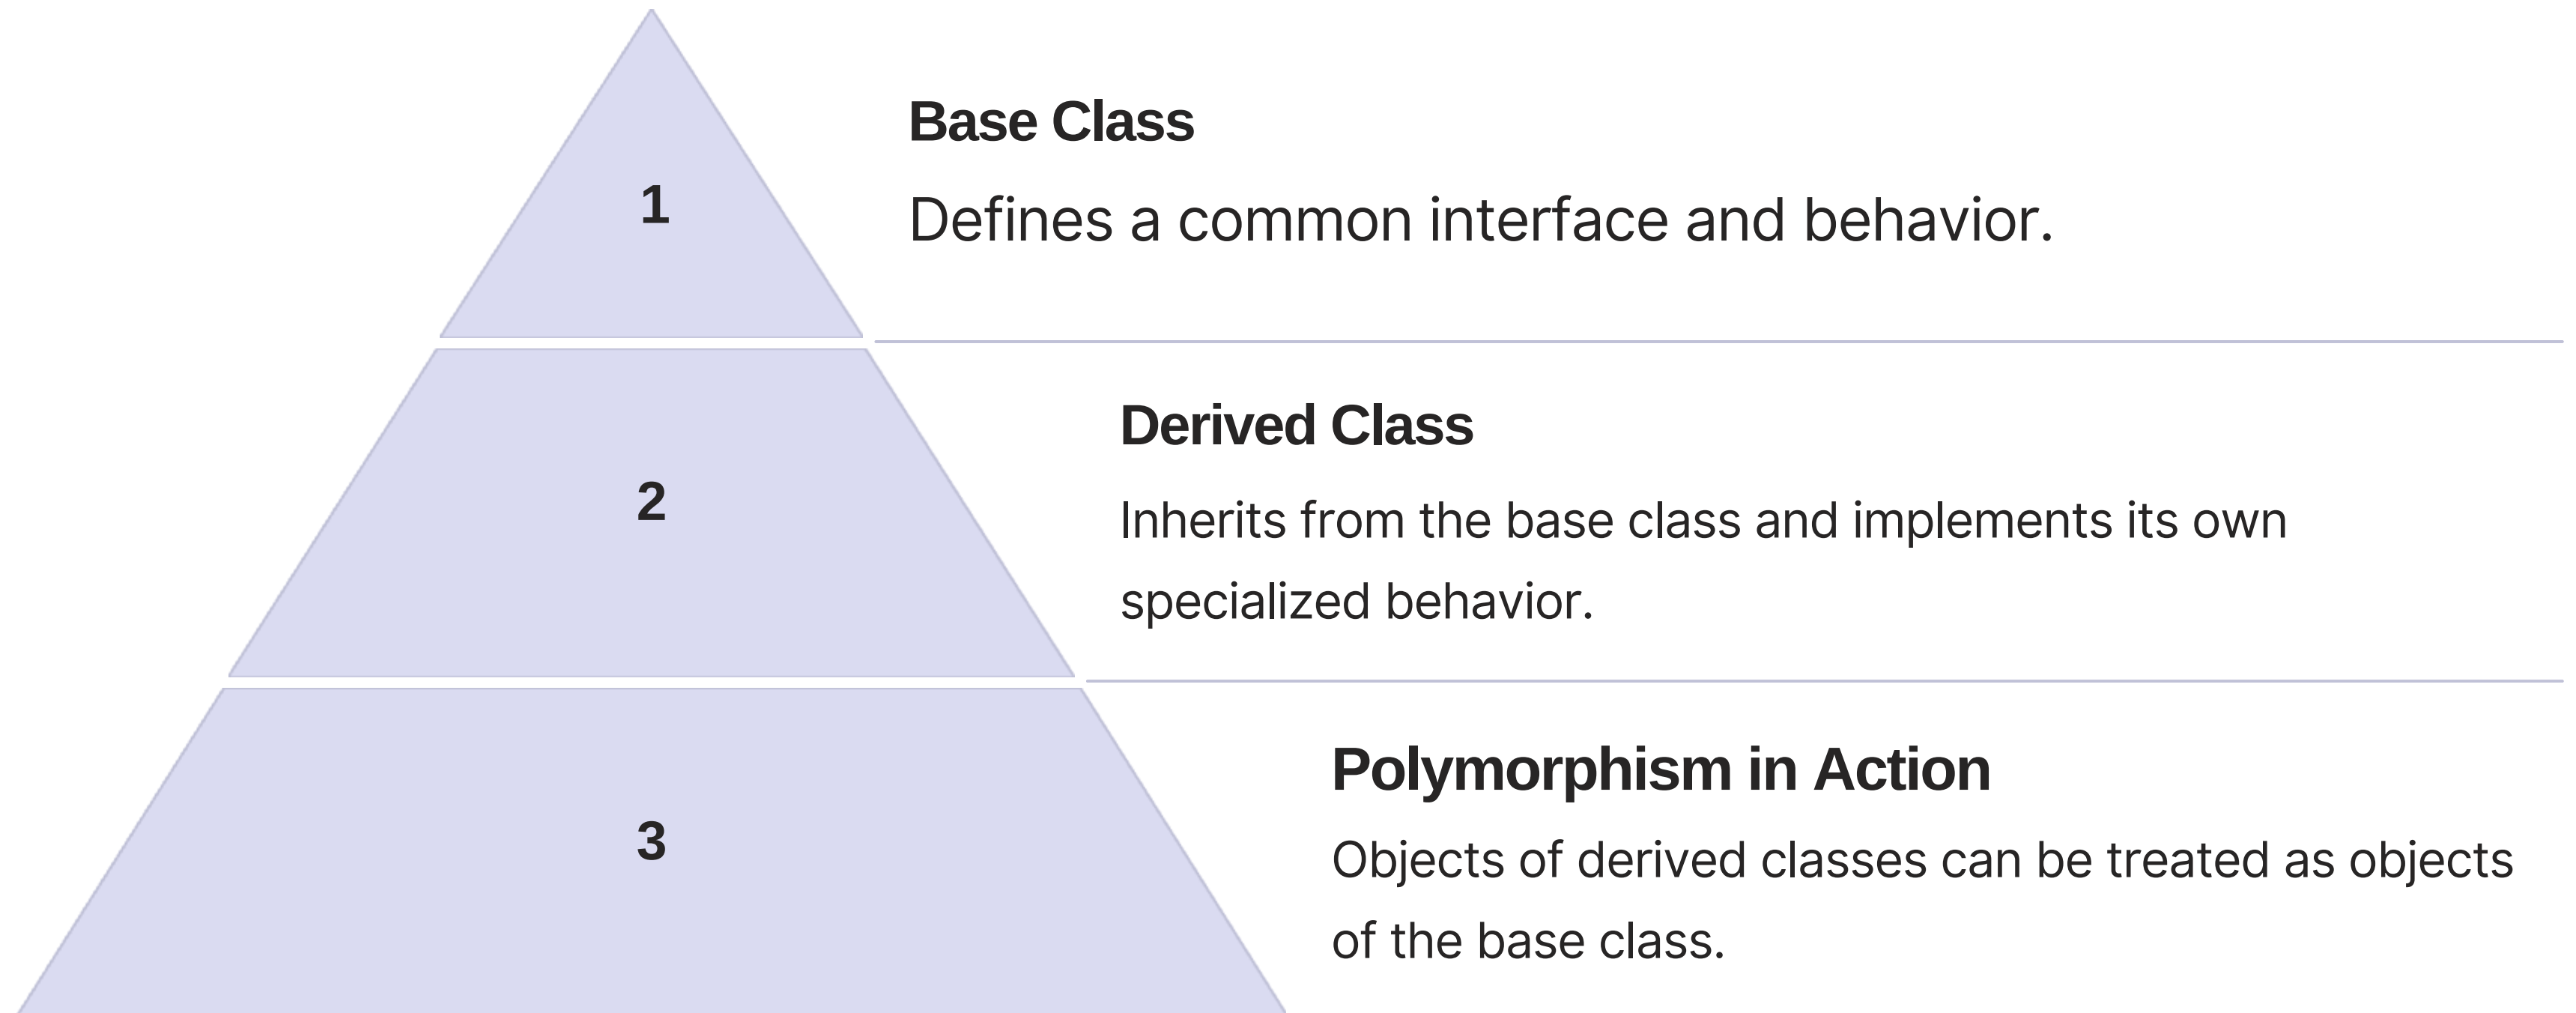 1
Base Class
Defines a common interface and behavior.
2
Derived Class
Inherits from the base class and implements its own
specialized behavior.
3
Polymorphism in Action
Objects of derived classes can be treated as objects
of the base class.